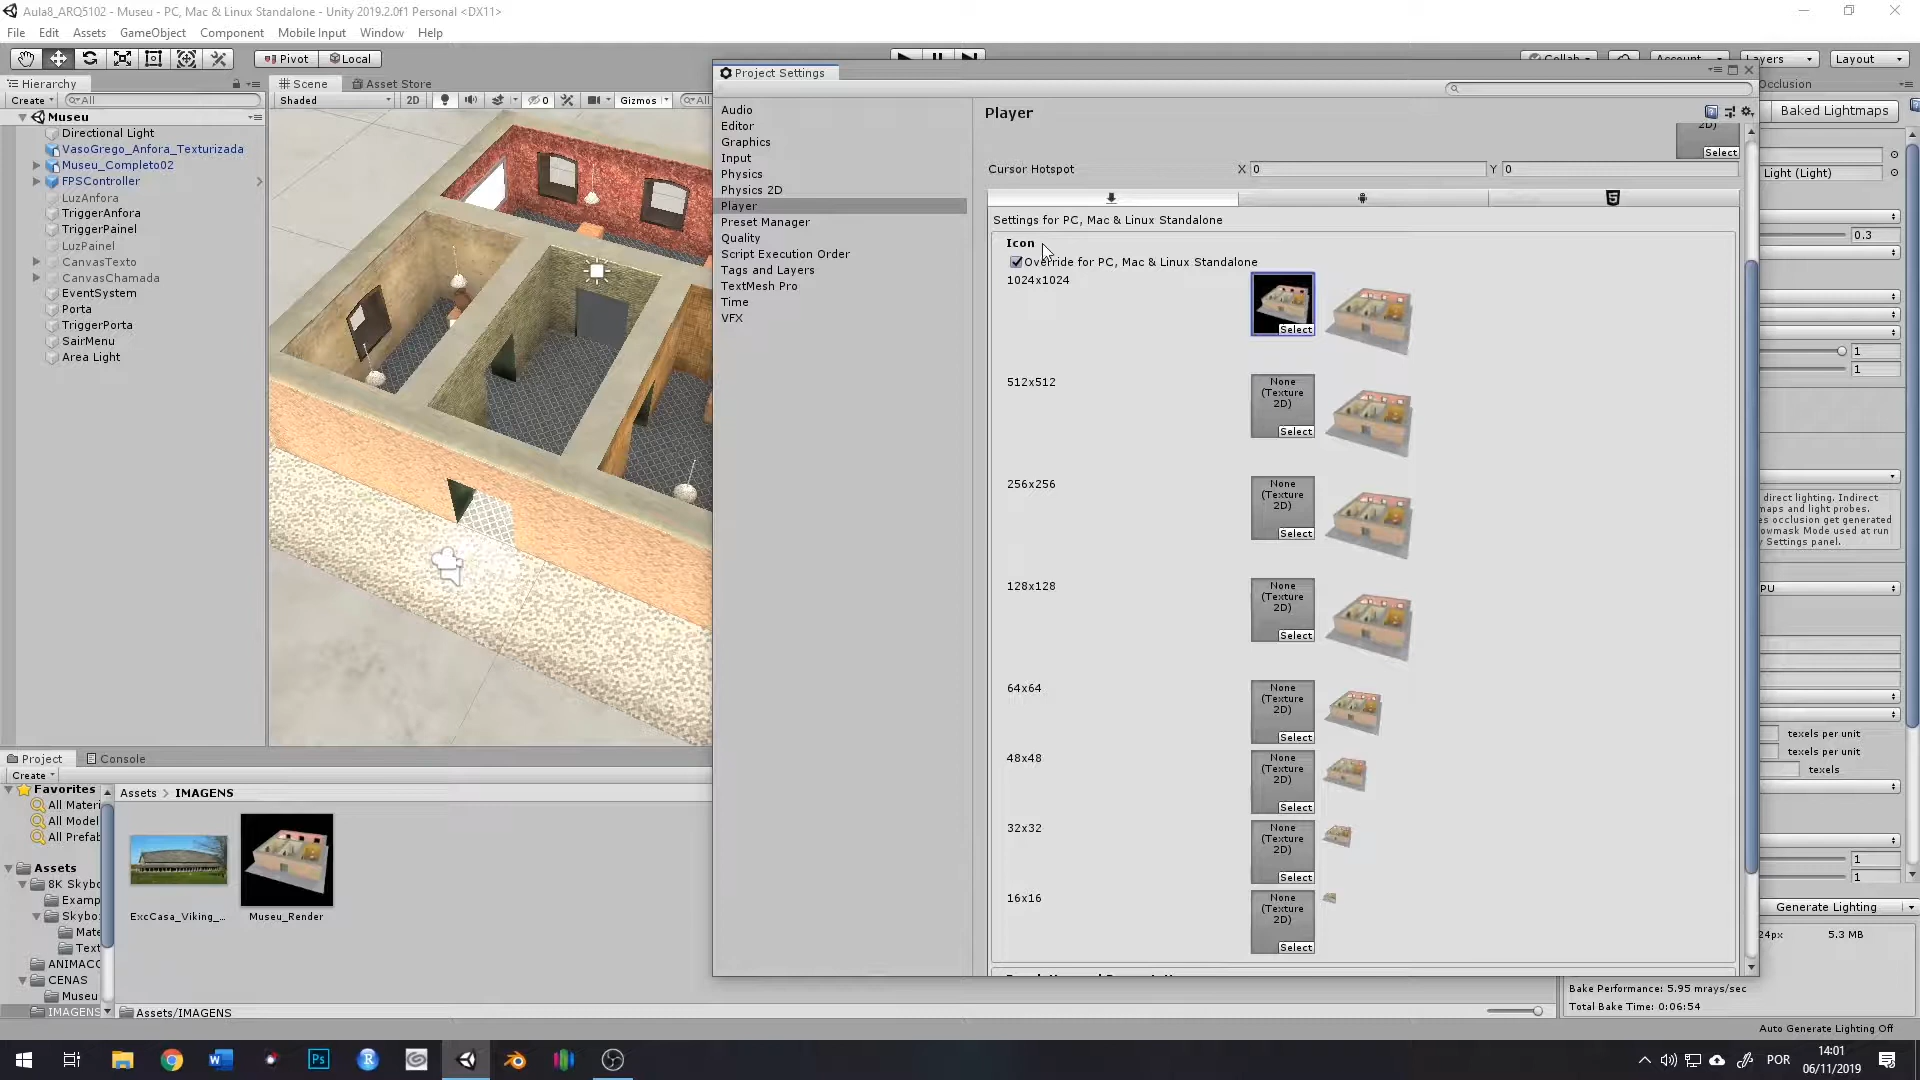 Aula8_ARQ5102 - Museu - PC, Mac & Linux Standalone - Unity 2019.2.0f1 Personal <DX11>
File Edit Assets GameObject Component Mobile Input Window Help
Pivot Local
Collab Account Layers Layout
Hierarchy
Create All
Museu
Directional Light
VasoGrego_Anfora_Texturizada
Museu_Completo02
FPSController
LuzAnfora
TriggerAnfora
TriggerPainel
LuzPainel
CanvasTexto
CanvasChamada
EventSystem
Porta
TriggerPorta
SairMenu
Area Light
Scene Asset Store
Shaded 2D 0 Gizmos All
Project Settings
Audio
Editor
Graphics
Input
Physics
Physics 2D
Player
Preset Manager
Quality
Script Execution Order
Tags and Layers
TextMesh Pro
Time
VFX
Player
2D)
Select
Cursor Hotspot X 0 Y 0
Settings for PC, Mac & Linux Standalone
Icon
Override for PC, Mac & Linux Standalone
1024x1024
Select
512x512
None
(Texture
2D)
Select
256x256
None
(Texture
2D)
Select
128x128
None
(Texture
2D)
Select
64x64
None
(Texture
2D)
Select
48x48
None
(Texture
2D)
Select
32x32
None
(Texture
2D)
Select
16x16
None
(Texture
2D)
Select
Occlusion
Baked Lightmaps
Light (Light)
0.3
1
1
direct lighting. Indirect
maps and light probes.
es occlusion get generated
owmask Mode used at run
y Settings panel.
PU
texels per unit
texels per unit
texels
1
1
Generate Lighting
24px 5.3 MB
Bake Performance: 5.95 mrays/sec
Total Bake Time: 0:06:54
Auto Generate Lighting Off
Project Console
Create
Favorites
All Materi
All Model
All Prefab
Assets
8K Skybo
Examp
Skybo
Mate
Text
ANIMACO
CENAS
Museu
IMAGENS
Assets > IMAGENS
ExcCasa_Viking_...
Museu_Render
Assets/IMAGENS
W Ps R
POR
14:01
06/11/2019